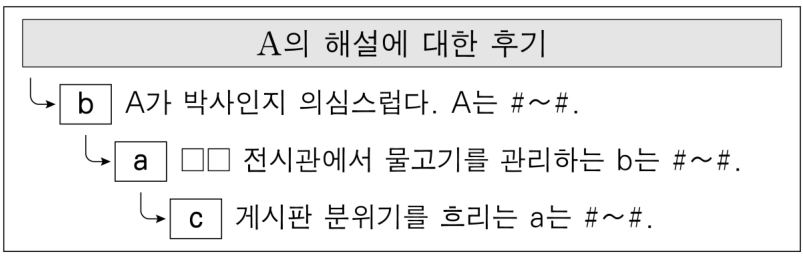 A의 해설에 대한 후기
b A가 박사인지 의심스럽다. A는 #~#.
a □□ 전시관에서 물고기를 관리하는 b는 #~#.
c 게시판 분위기를 흐리는 a는 #~#.